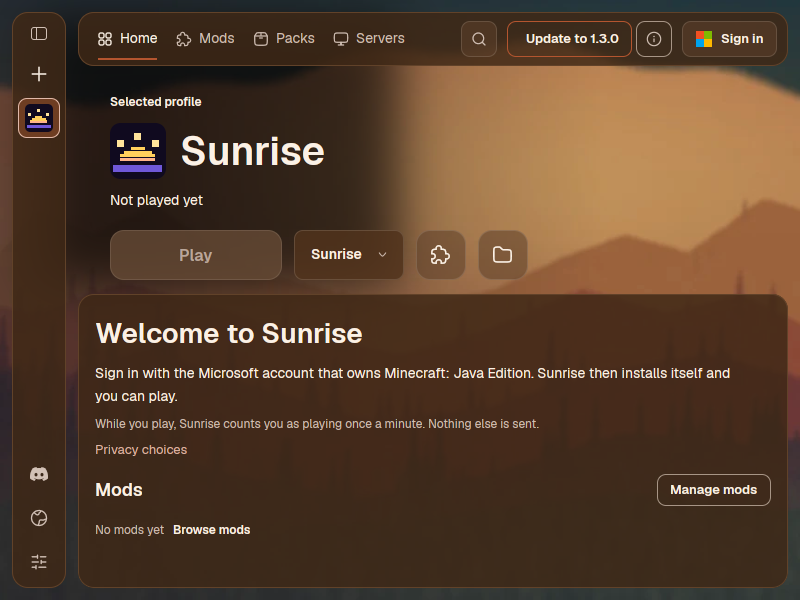 Home
Mods
Packs
Servers
Update to 1.3.0
Sign in
Selected profile
Sunrise
Not played yet
Play
Sunrise
Welcome to Sunrise
Sign in with the Microsoft account that owns Minecraft: Java Edition. Sunrise then installs itself and
you can play.
While you play, Sunrise counts you as playing once a minute. Nothing else is sent.
Privacy choices
Mods
Manage mods
No mods yet
Browse mods